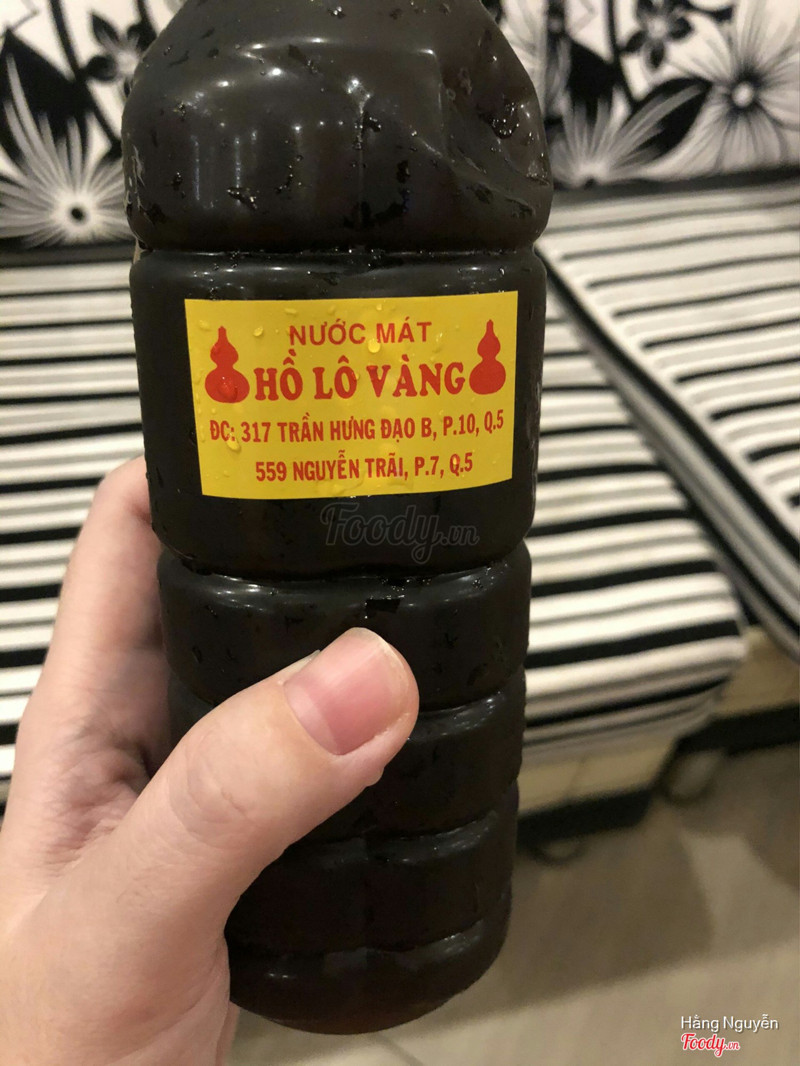 NƯỚC MÁT
HỒ LÔ VÀNG
ĐC: 317 TRẦN HƯNG ĐẠO B, P.10, Q.5
559 NGUYỄN TRÃI, P.7, Q.5
Foody.vn
Hằng Nguyễn
Foody.vn